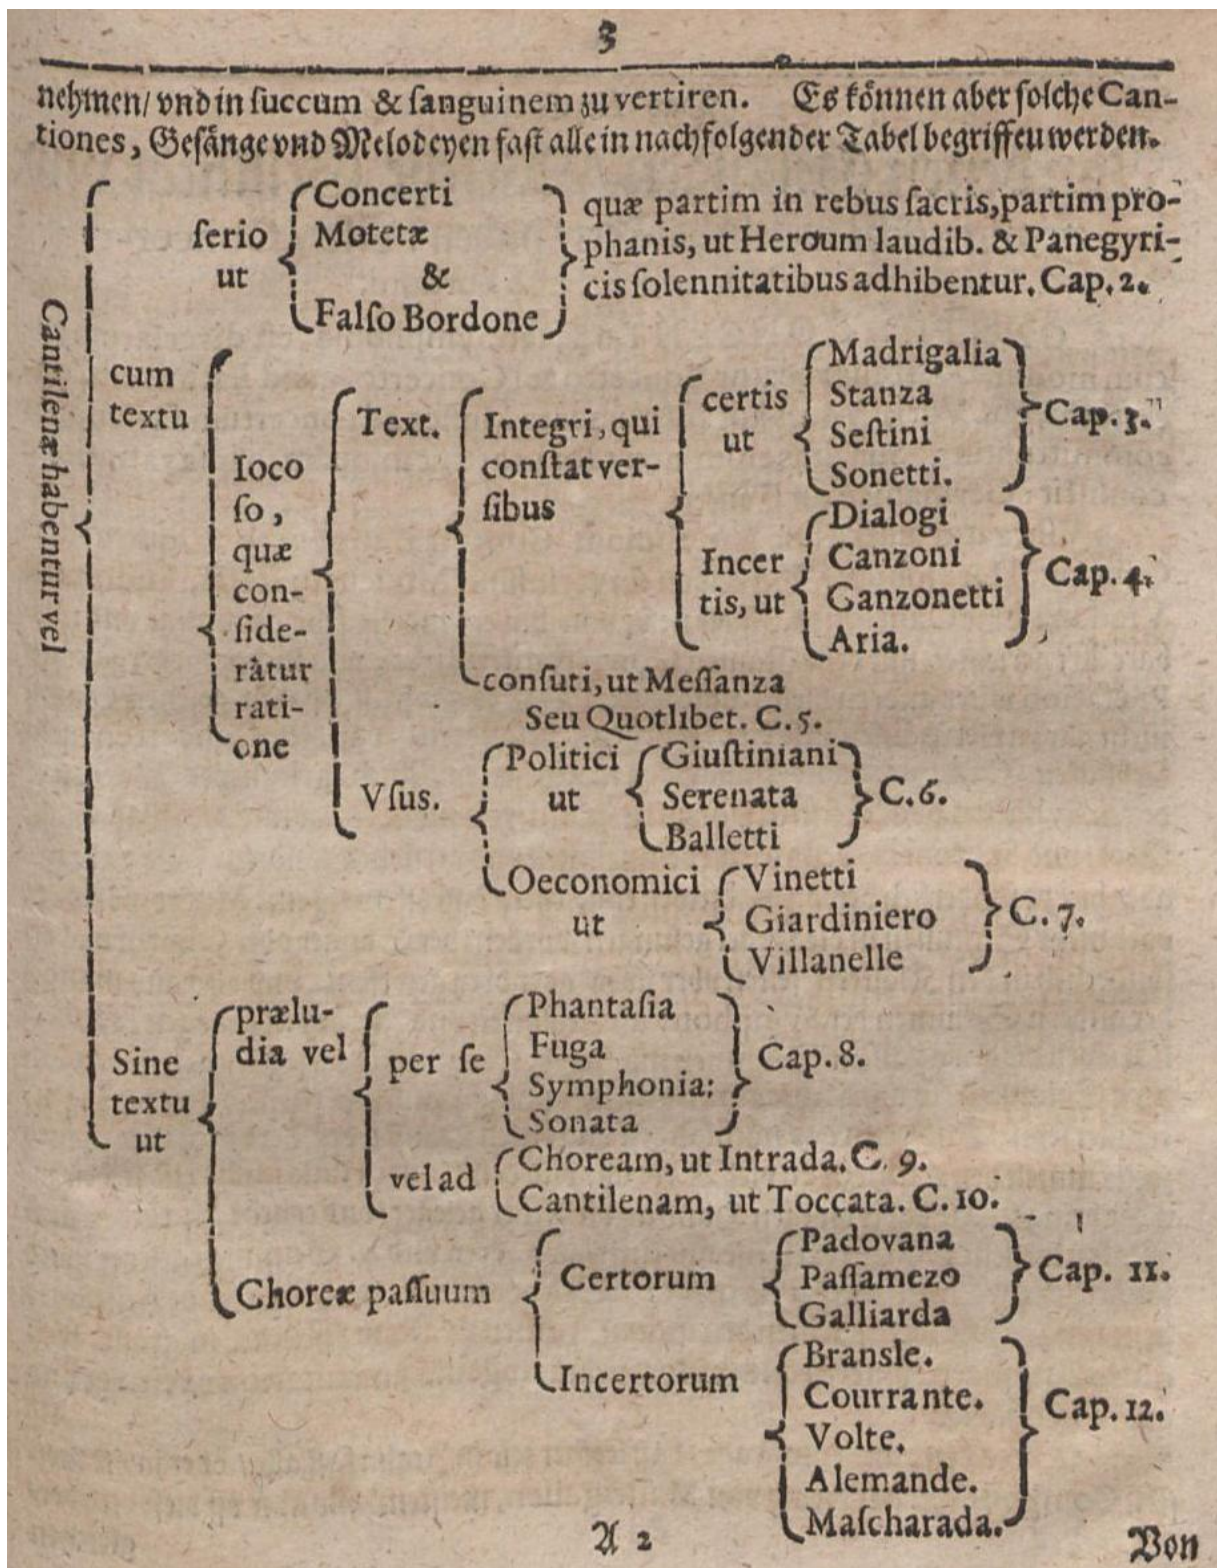 3
nehmen/ vnd in ſuccum & ſanguinem zu vertiren. Es können aber ſolche Can-
tiones, Geſänge vnd Melodeyen faſt alle in nachfolgender Tabel begriffeu werden.
Cantilenæ habentur vel
cum
textu
ſerio
ut
Concerti
Motetæ
&
Falſo Bordone
quæ partim in rebus ſacris, partim pro-
phanis, ut Heroum laudib. & Panegyri-
cis ſolennitatibus adhibentur. Cap. 2.
Ioco
ſo,
quæ
con-
ſide-
ràtur
rati-
one
Text.
Integri, qui
conſtat ver-
ſibus
certis
ut
Madrigalia
Stanza
Seſtini
Sonetti.
Cap. 3.
Incer
tis, ut
Dialogi
Canzoni
Ganzonetti
Aria.
Cap. 4.
conſuti, ut Meſſanza
Seu Quotlibet. C. 5.
Vſus.
Politici
ut
Giuſtiniani
Serenata
Balletti
C. 6.
Oeconomici
ut
Vinetti
Giardiniero
Villanelle
C. 7.
Sine
textu
ut
prælu-
dia vel
per ſe
Phantaſia
Fuga
Symphonia:
Sonata
Cap. 8.
vel ad
Choream, ut Intrada. C. 9.
Cantilenam, ut Toccata. C. 10.
Choreæ paſſuum
Certorum
Padovana
Paſſamezo
Galliarda
Cap. 11.
Incertorum
Bransle.
Courrante.
Volte.
Alemande.
Maſcharada.
Cap. 12.
A 2
Von